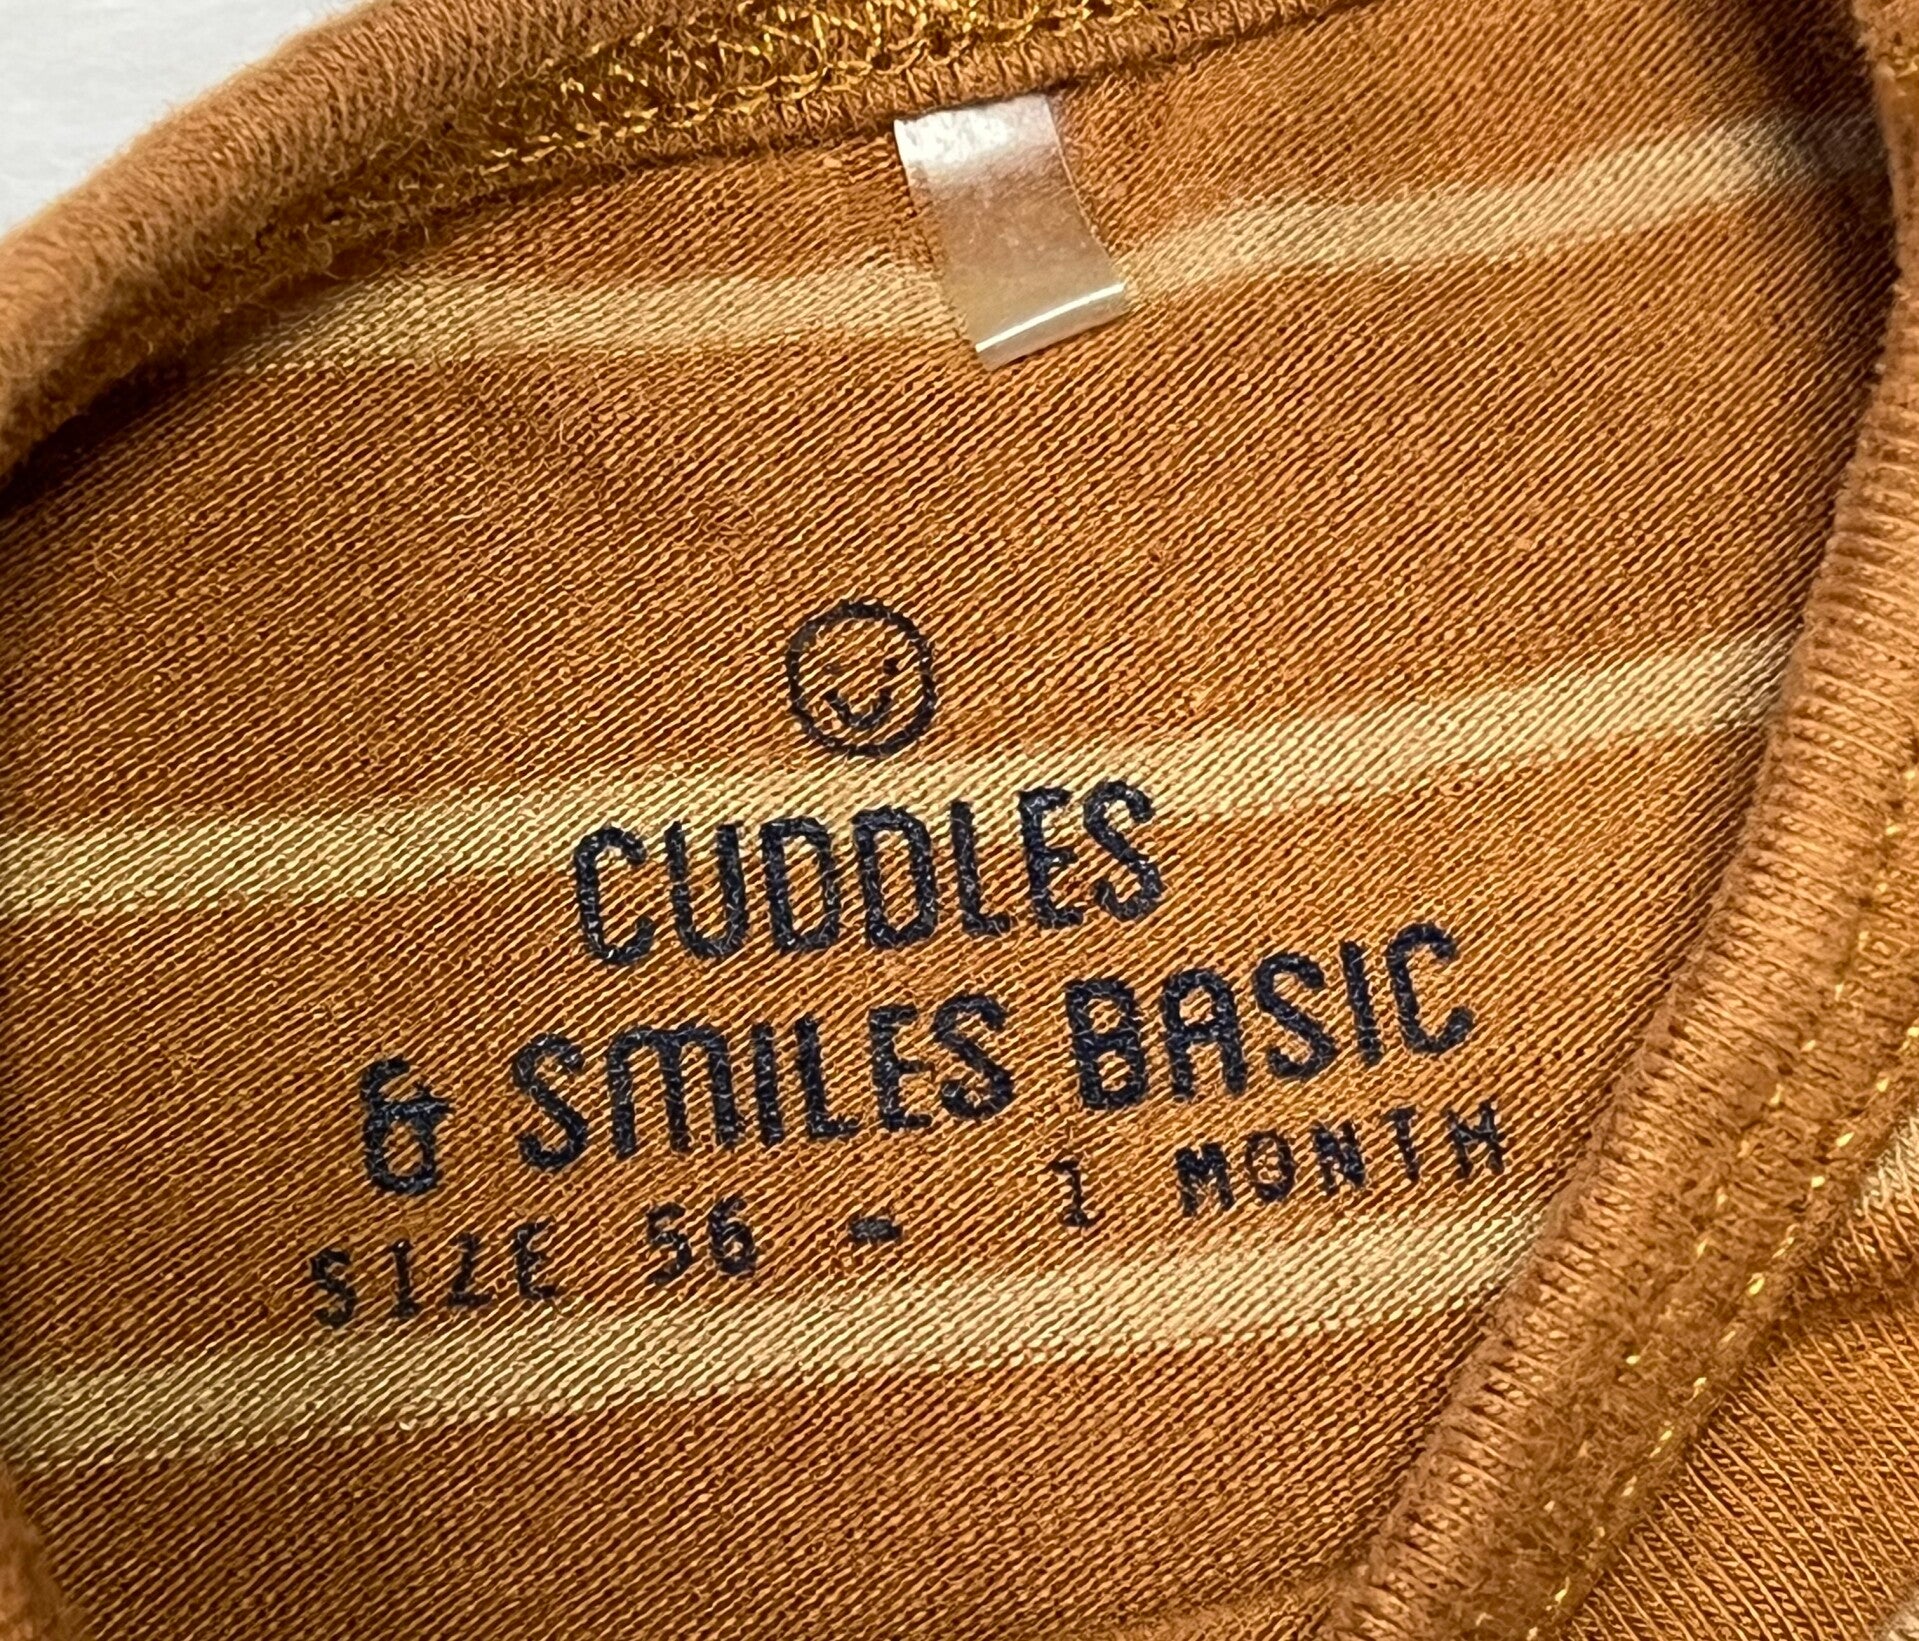 CUDDLES
& SMILES BASIC
SIZE 56 - 1 MONTH